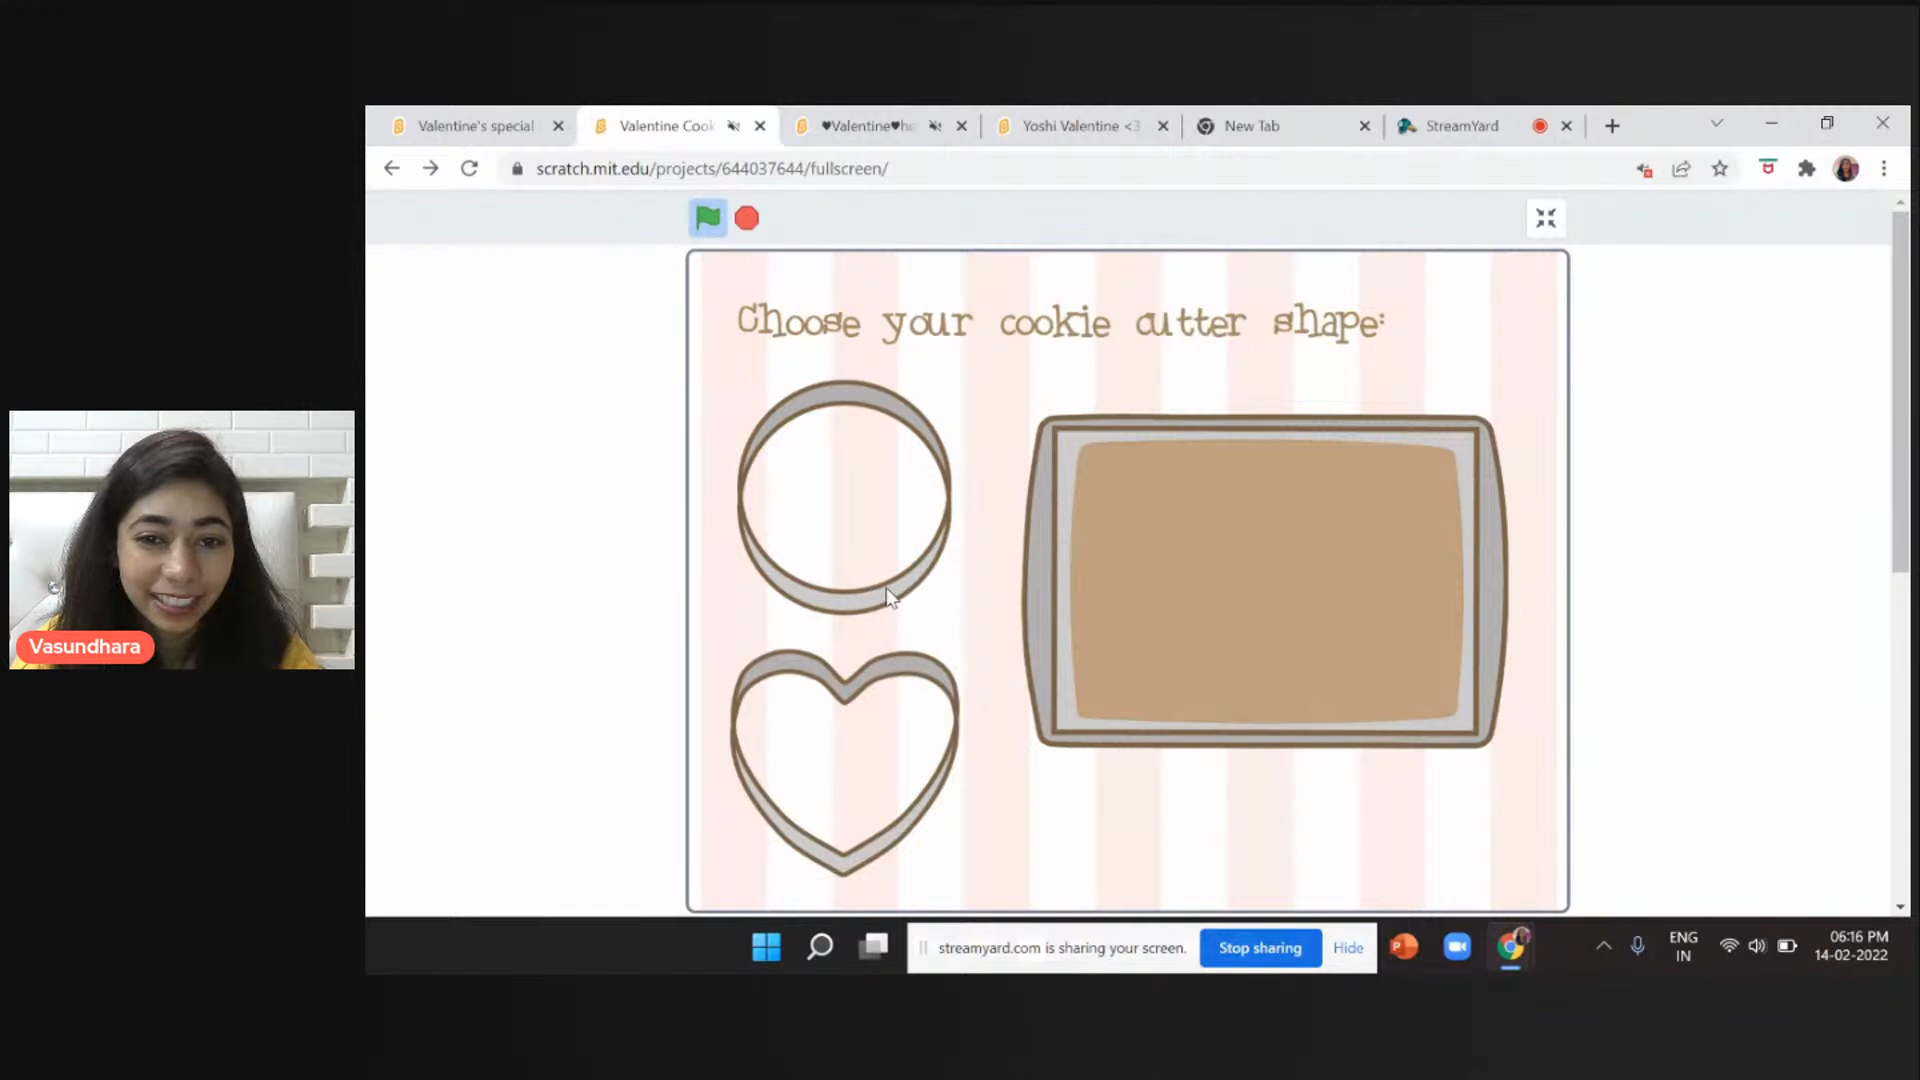 Valentine's special
Valentine Cook
♥Valentine♥he
Yoshi Valentine <3
New Tab
StreamYard
scratch.mit.edu/projects/644037644/fullscreen/
Choose your cookie cutter shape:
Vasundhara
streamyard.com is sharing your screen.
Stop sharing
Hide
ENG
IN
06:16 PM
14-02-2022